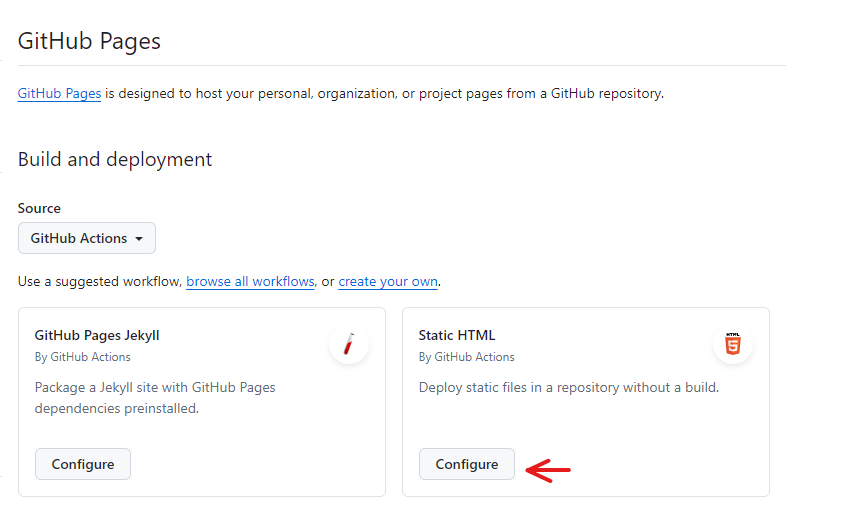 GitHub Pages
GitHub Pages is designed to host your personal, organization, or project pages from a GitHub repository.
Build and deployment
Source
GitHub Actions
Use a suggested workflow, browse all workflows, or create your own.
GitHub Pages Jekyll
By GitHub Actions
Package a Jekyll site with GitHub Pages
dependencies preinstalled.
Configure
Static HTML
By GitHub Actions
HTML
5
Deploy static files in a repository without a build.
Configure